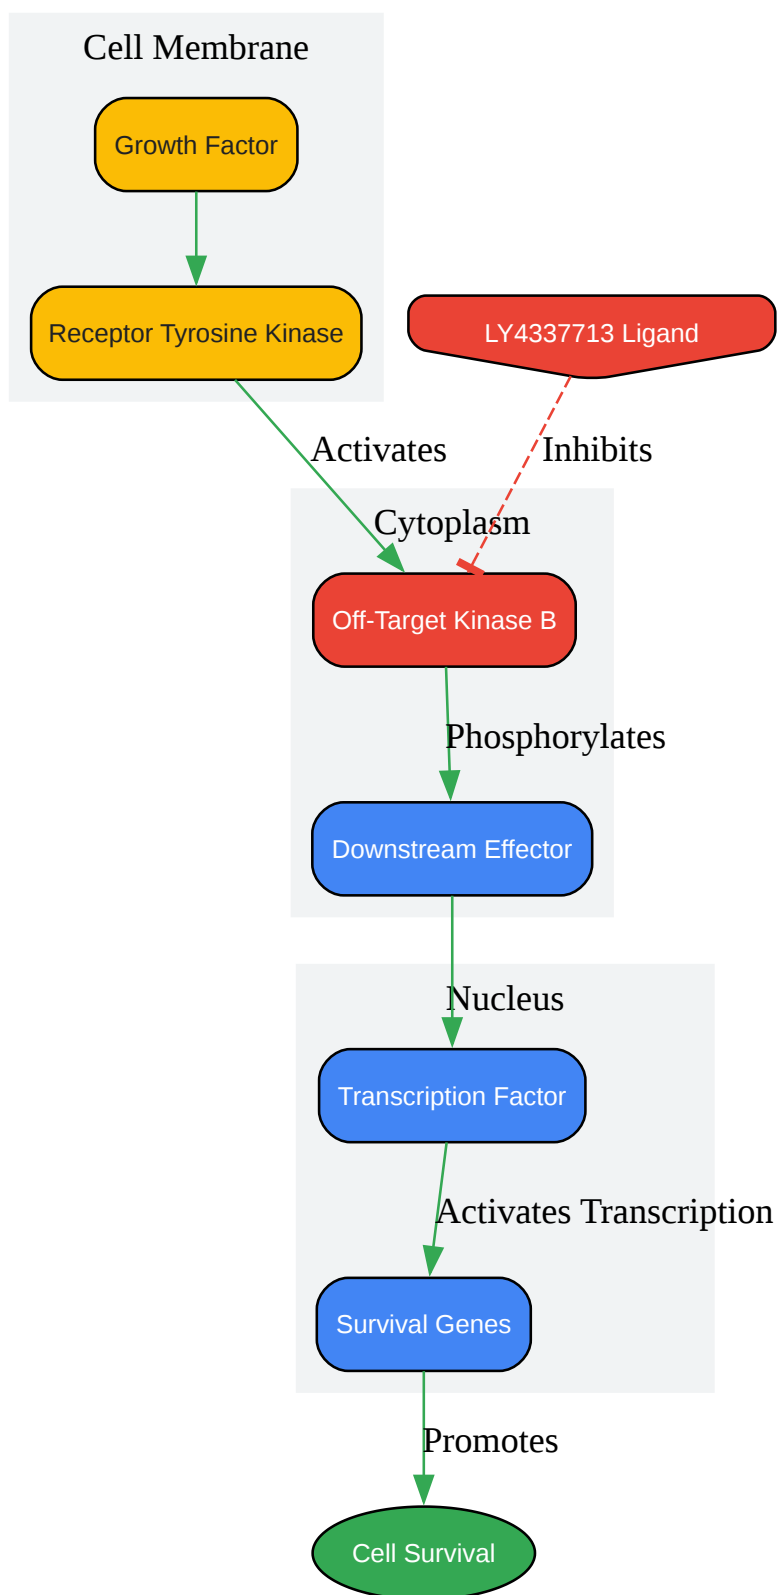 Cell Membrane
Growth Factor
Receptor Tyrosine Kinase
LY4337713 Ligand
Activates
Inhibits
Cytoplasm
Off-Target Kinase B
Phosphorylates
Downstream Effector
Nucleus
Transcription Factor
Activates Transcription
Survival Genes
Promotes
Cell Survival